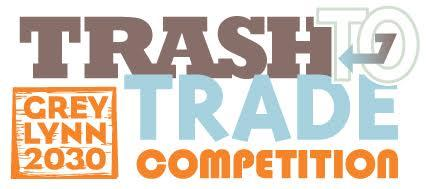 TRASH TO
TRADE
GREY
LYNN
2030
COMPETITION